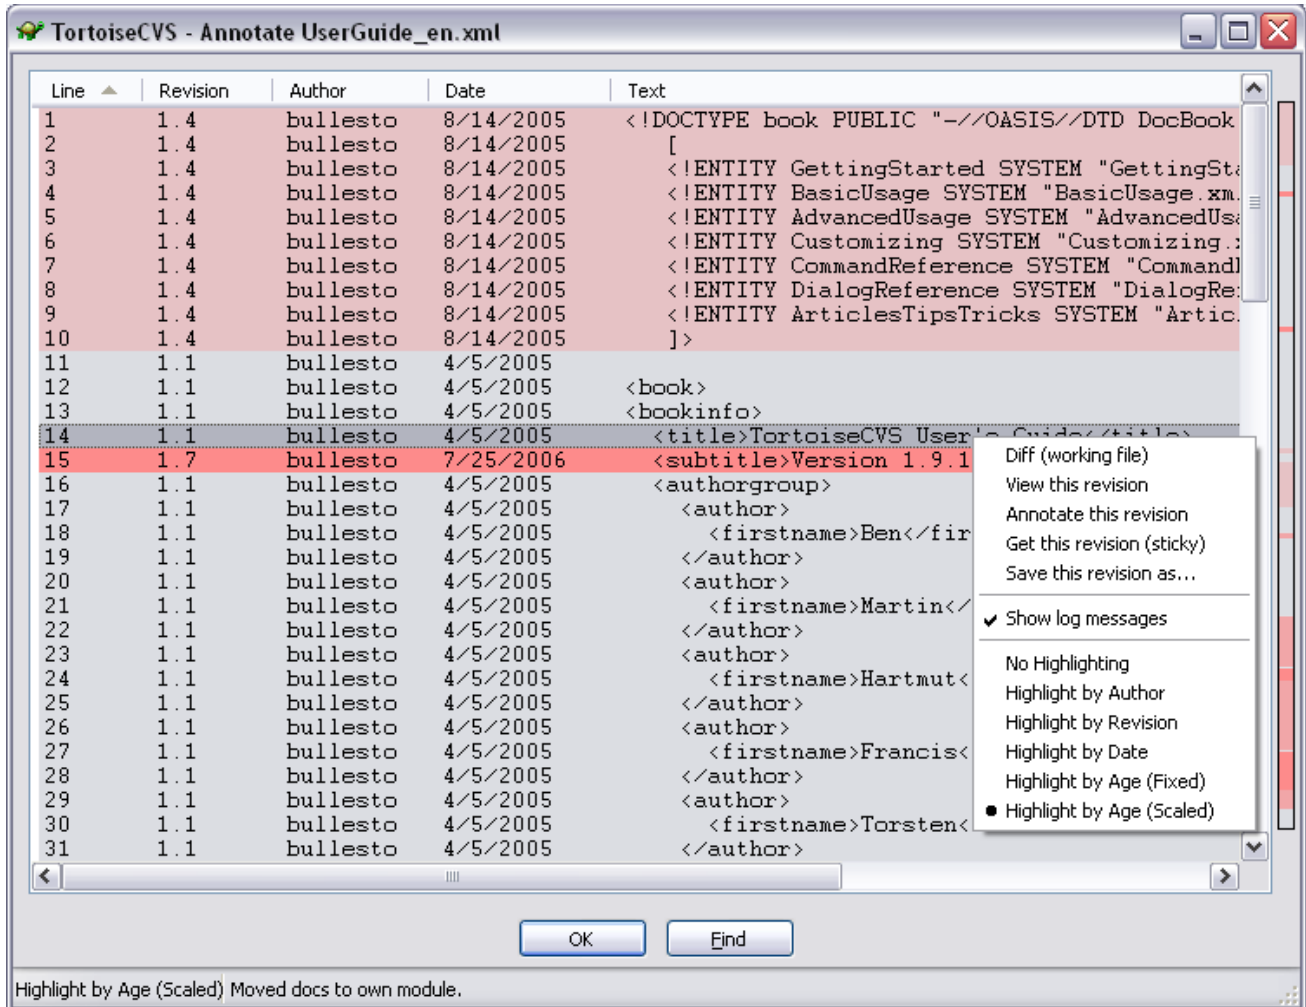 TortoiseCVS - Annotate UserGuide_en.xml
Line Revision Author Date Text
1 1.4 bullesto 8/14/2005 <!DOCTYPE book PUBLIC "-//OASIS//DTD DocBook
2 1.4 bullesto 8/14/2005 [
3 1.4 bullesto 8/14/2005 <!ENTITY GettingStarted SYSTEM "GettingSta
4 1.4 bullesto 8/14/2005 <!ENTITY BasicUsage SYSTEM "BasicUsage.xm
5 1.4 bullesto 8/14/2005 <!ENTITY AdvancedUsage SYSTEM "AdvancedUsa
6 1.4 bullesto 8/14/2005 <!ENTITY Customizing SYSTEM "Customizing.
7 1.4 bullesto 8/14/2005 <!ENTITY CommandReference SYSTEM "Command
8 1.4 bullesto 8/14/2005 <!ENTITY DialogReference SYSTEM "DialogRe
9 1.4 bullesto 8/14/2005 <!ENTITY ArticlesTipsTricks SYSTEM "Artic
10 1.4 bullesto 8/14/2005 ]>
11 1.1 bullesto 4/5/2005
12 1.1 bullesto 4/5/2005 <book>
13 1.1 bullesto 4/5/2005 <bookinfo>
14 1.1 bullesto 4/5/2005 <title>TortoiseCVS User's Guide</title>
15 1.7 bullesto 7/25/2006 <subtitle>Version 1.9.1
16 1.1 bullesto 4/5/2005 <authorgroup>
17 1.1 bullesto 4/5/2005 <author>
18 1.1 bullesto 4/5/2005 <firstname>Ben</fir
19 1.1 bullesto 4/5/2005 </author>
20 1.1 bullesto 4/5/2005 <author>
21 1.1 bullesto 4/5/2005 <firstname>Martin</
22 1.1 bullesto 4/5/2005 </author>
23 1.1 bullesto 4/5/2005 <author>
24 1.1 bullesto 4/5/2005 <firstname>Hartmut<
25 1.1 bullesto 4/5/2005 </author>
26 1.1 bullesto 4/5/2005 <author>
27 1.1 bullesto 4/5/2005 <firstname>Francis<
28 1.1 bullesto 4/5/2005 </author>
29 1.1 bullesto 4/5/2005 <author>
30 1.1 bullesto 4/5/2005 <firstname>Torsten<
31 1.1 bullesto 4/5/2005 </author>
Diff (working file)
View this revision
Annotate this revision
Get this revision (sticky)
Save this revision as...
Show log messages
No Highlighting
Highlight by Author
Highlight by Revision
Highlight by Date
Highlight by Age (Fixed)
Highlight by Age (Scaled)
OK Find
Highlight by Age (Scaled) Moved docs to own module.